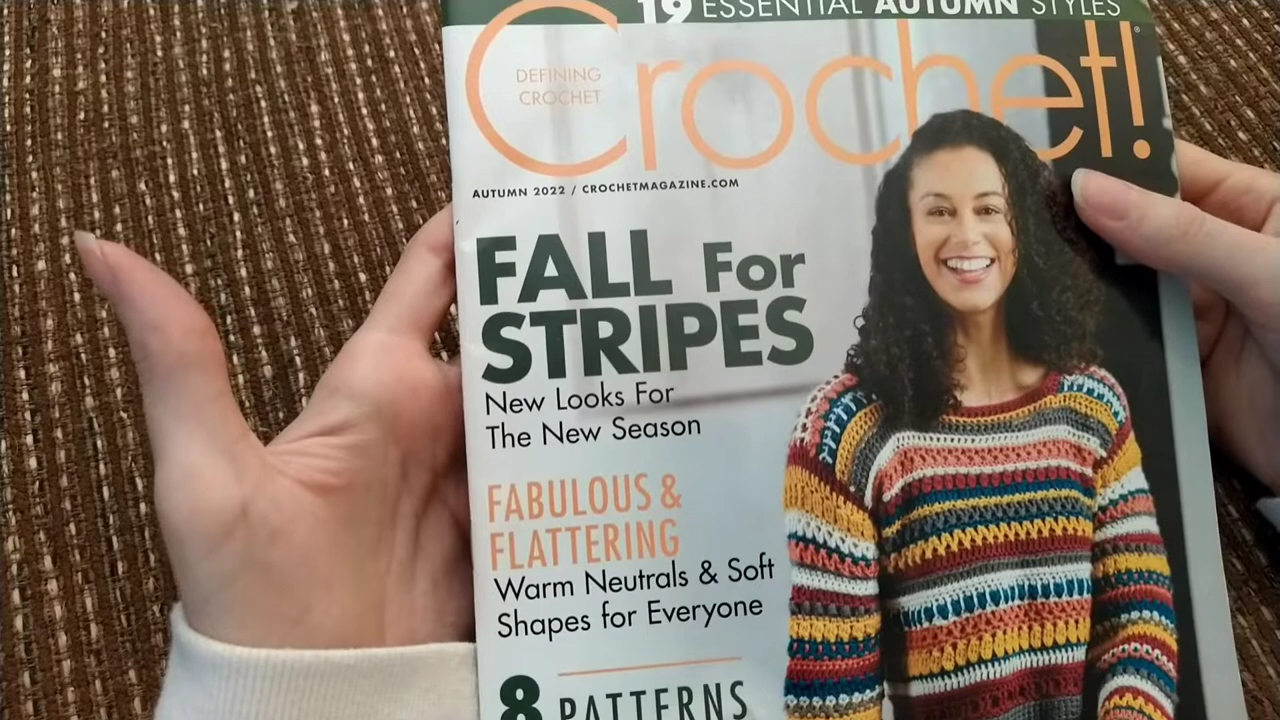 19 ESSENTIAL AUTUMN STYLES
Crochet!®
DEFINING
CROCHET
AUTUMN 2022 / CROCHETMAGAZINE.COM
FALL For
STRIPES
New Looks For
The New Season
FABULOUS &
FLATTERING
Warm Neutrals & Soft
Shapes for Everyone
8 PATTERNS